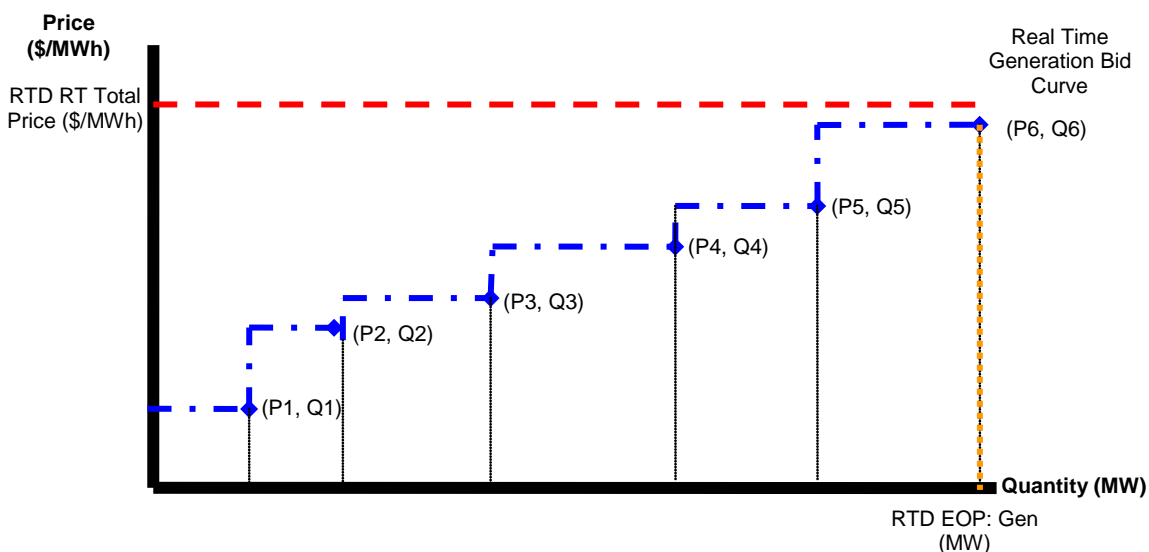 Price
($/MWh)
Real Time
Generation Bid
Curve
RTD RT Total
Price ($/MWh)
(P6, Q6)
(P5, Q5)
(P4, Q4)
(P3, Q3)
(P2, Q2)
(P1, Q1)
Quantity (MW)
RTD EOP: Gen
(MW)